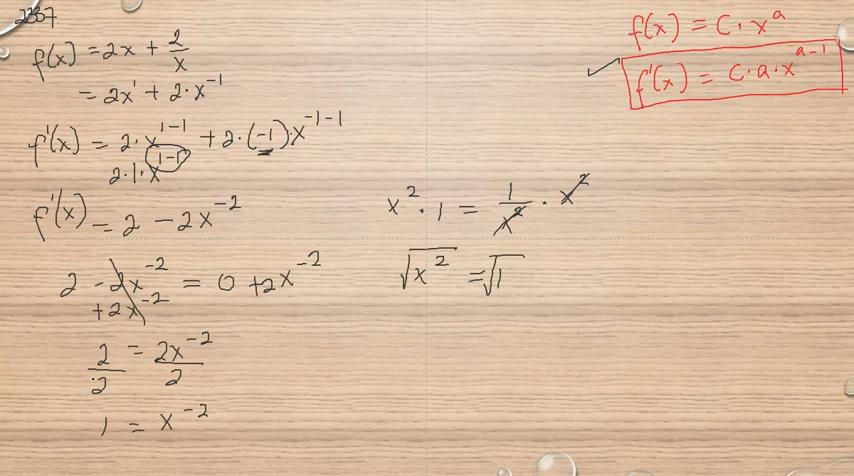 2337
f(x) = 2x + 2/x
= 2x¹ + 2·x⁻¹
f'(x) = 2·x¹⁻¹ + 2·(-1)·x⁻¹⁻¹
2·1·x¹⁻¹
f'(x) = 2 - 2x⁻²
2 - 2x⁻² = 0 + 2x⁻²
+ 2x⁻²
2/2 = 2x⁻²/2
1 = x⁻²
x²·1 = 1/x² · x²
√x² = √1
f(x) = C·xᵃ
f'(x) = C·a·xᵃ⁻¹